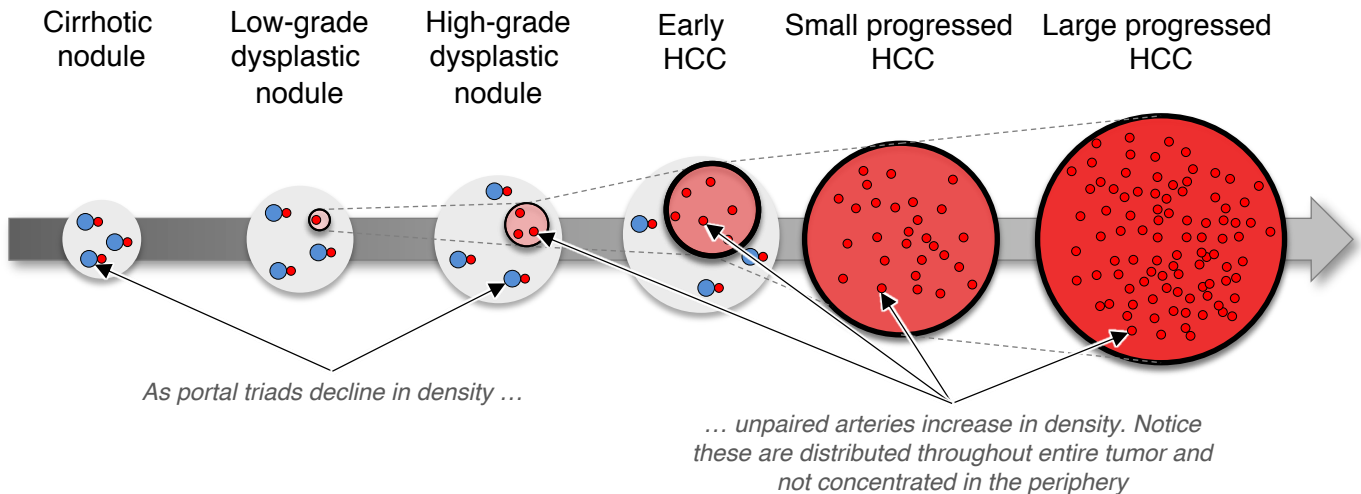 Cirrhotic
nodule
Low-grade
dysplastic
nodule
High-grade
dysplastic
nodule
Early
HCC
Small progressed
HCC
Large progressed
HCC
As portal triads decline in density …
… unpaired arteries increase in density. Notice
these are distributed throughout entire tumor and
not concentrated in the periphery